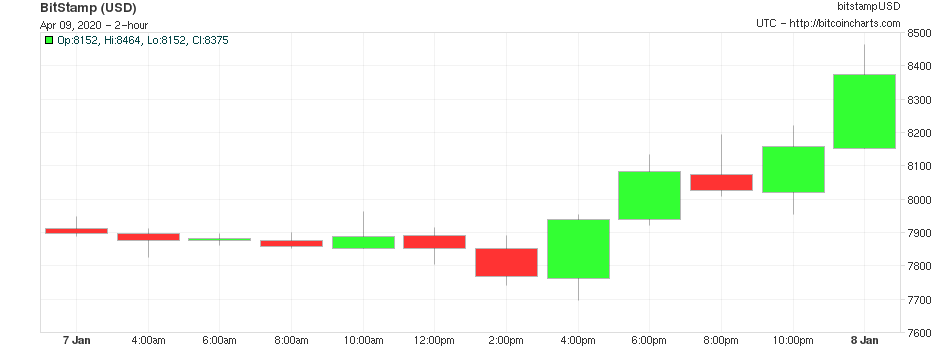 BitStamp (USD)
bitstampUSD
Apr 09, 2020 - 2-hour
UTC - http://bitcoincharts.com
Op:8152, Hi:8464, Lo:8152, Cl:8375
8500
8400
8300
8200
8100
8000
7900
7800
7700
7600
7 Jan 4:00am 6:00am 8:00am 10:00am 12:00pm 2:00pm 4:00pm 6:00pm 8:00pm 10:00pm 8 Jan